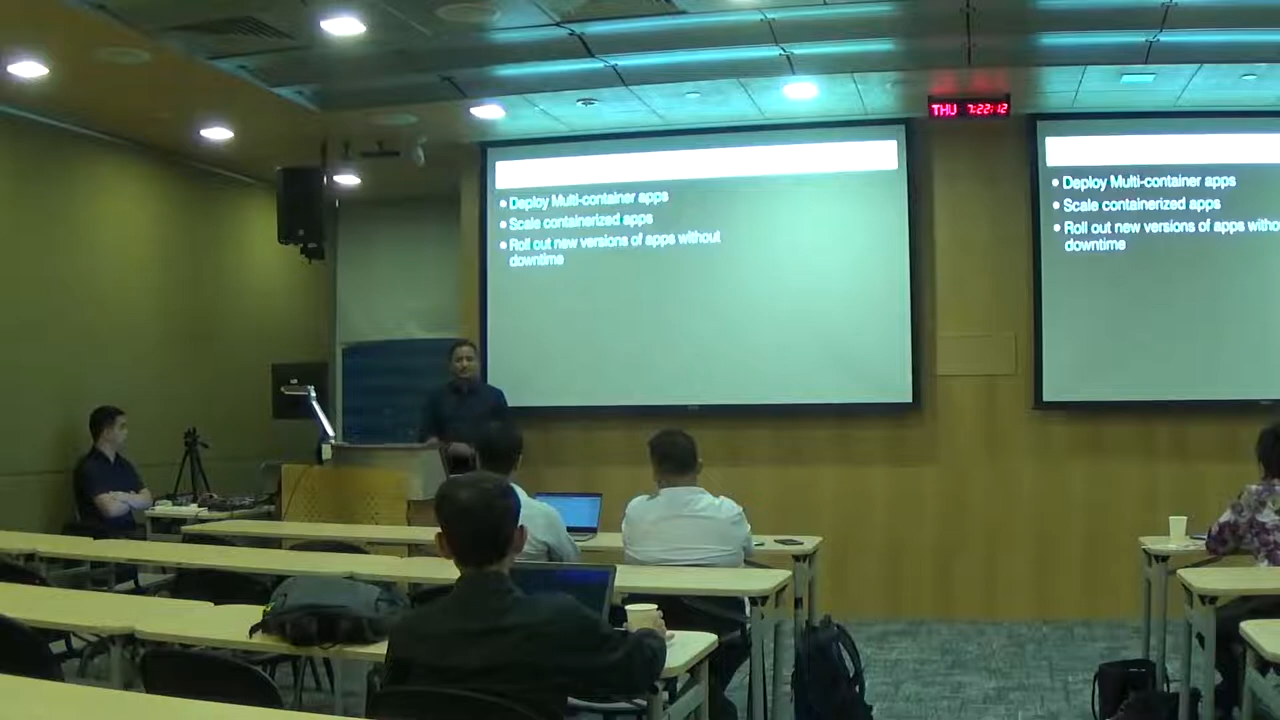 THU 7:22:12
• Deploy Multi-container apps
• Scale containerized apps
• Roll out new versions of apps without
downtime
• Deploy Multi-container apps
• Scale containerized apps
• Roll out new versions of apps witho
downtime